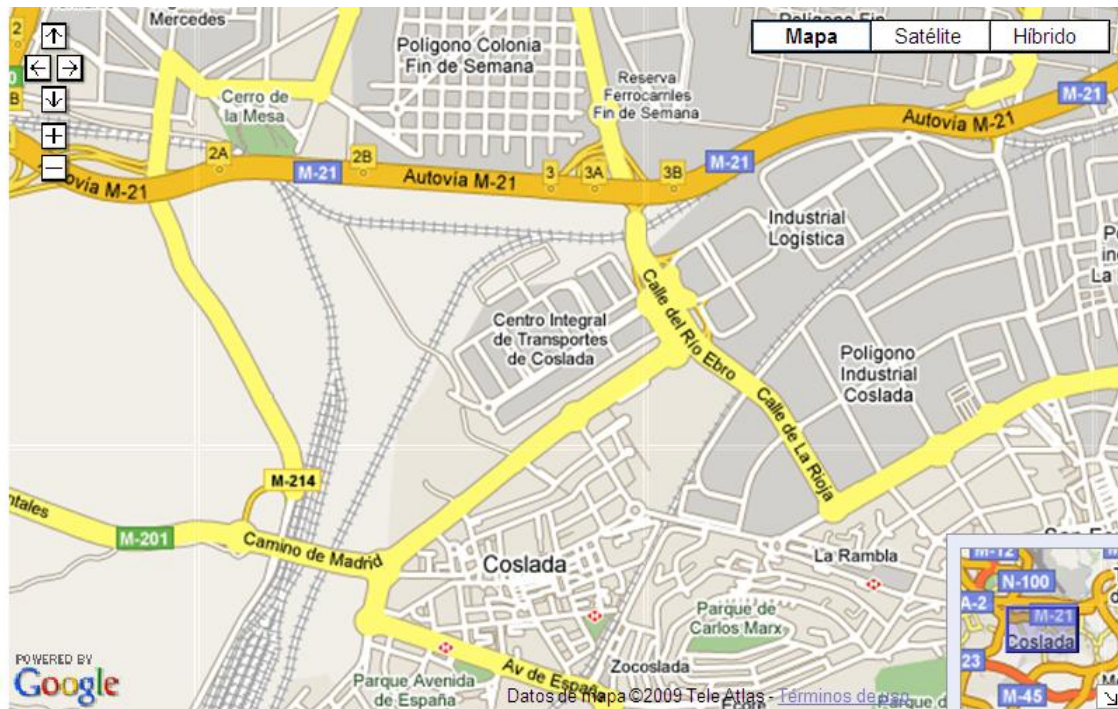 Mercedes
2
B
Polígono Colonia
Fin de Semana
Mapa
Satélite
Híbrido
Reserva
Ferrocarriles
Fin de Semana
Cerro de
la Mesa
M-21
Autovía M-21
2A
2B
M-21
Autovía M-21
3
3A
3B
M-21
Autovía M-21
Industrial
Logística
Centro Integral
de Transportes
de Coslada
Calle del Río Ebro
Polígono
Industrial
Coslada
Calle de La Rioja
M-214
M-201
Camino de Madrid
Coslada
La Rambla
Parque de
Carlos Marx
Zocoslada
Av de España
Parque Avenida
de España
N-100
A-2
M-21
Coslada
23
M-45
POWERED BY
Google
Datos de mapa ©2009 Tele Atlas - Términos de uso